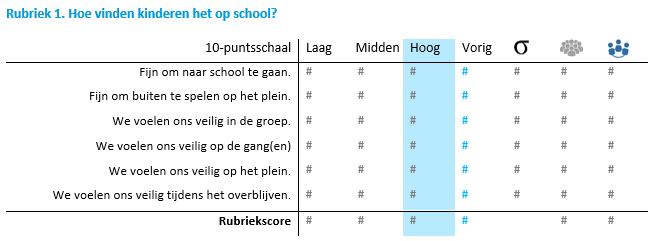 Rubriek 1. Hoe vinden kinderen het op school?
10-puntsschaal Laag Midden Hoog Vorig σ
Fijn om naar school te gaan. # # # # # # #
Fijn om buiten te spelen op het plein. # # # # # # #
We voelen ons veilig in de groep. # # # # # # #
We voelen ons veilig op de gang(en) # # # # # # #
We voelen ons veilig op het plein. # # # # # # #
We voelen ons veilig tijdens het overblijven. # # # # # # #
Rubriekscore # # # # # #